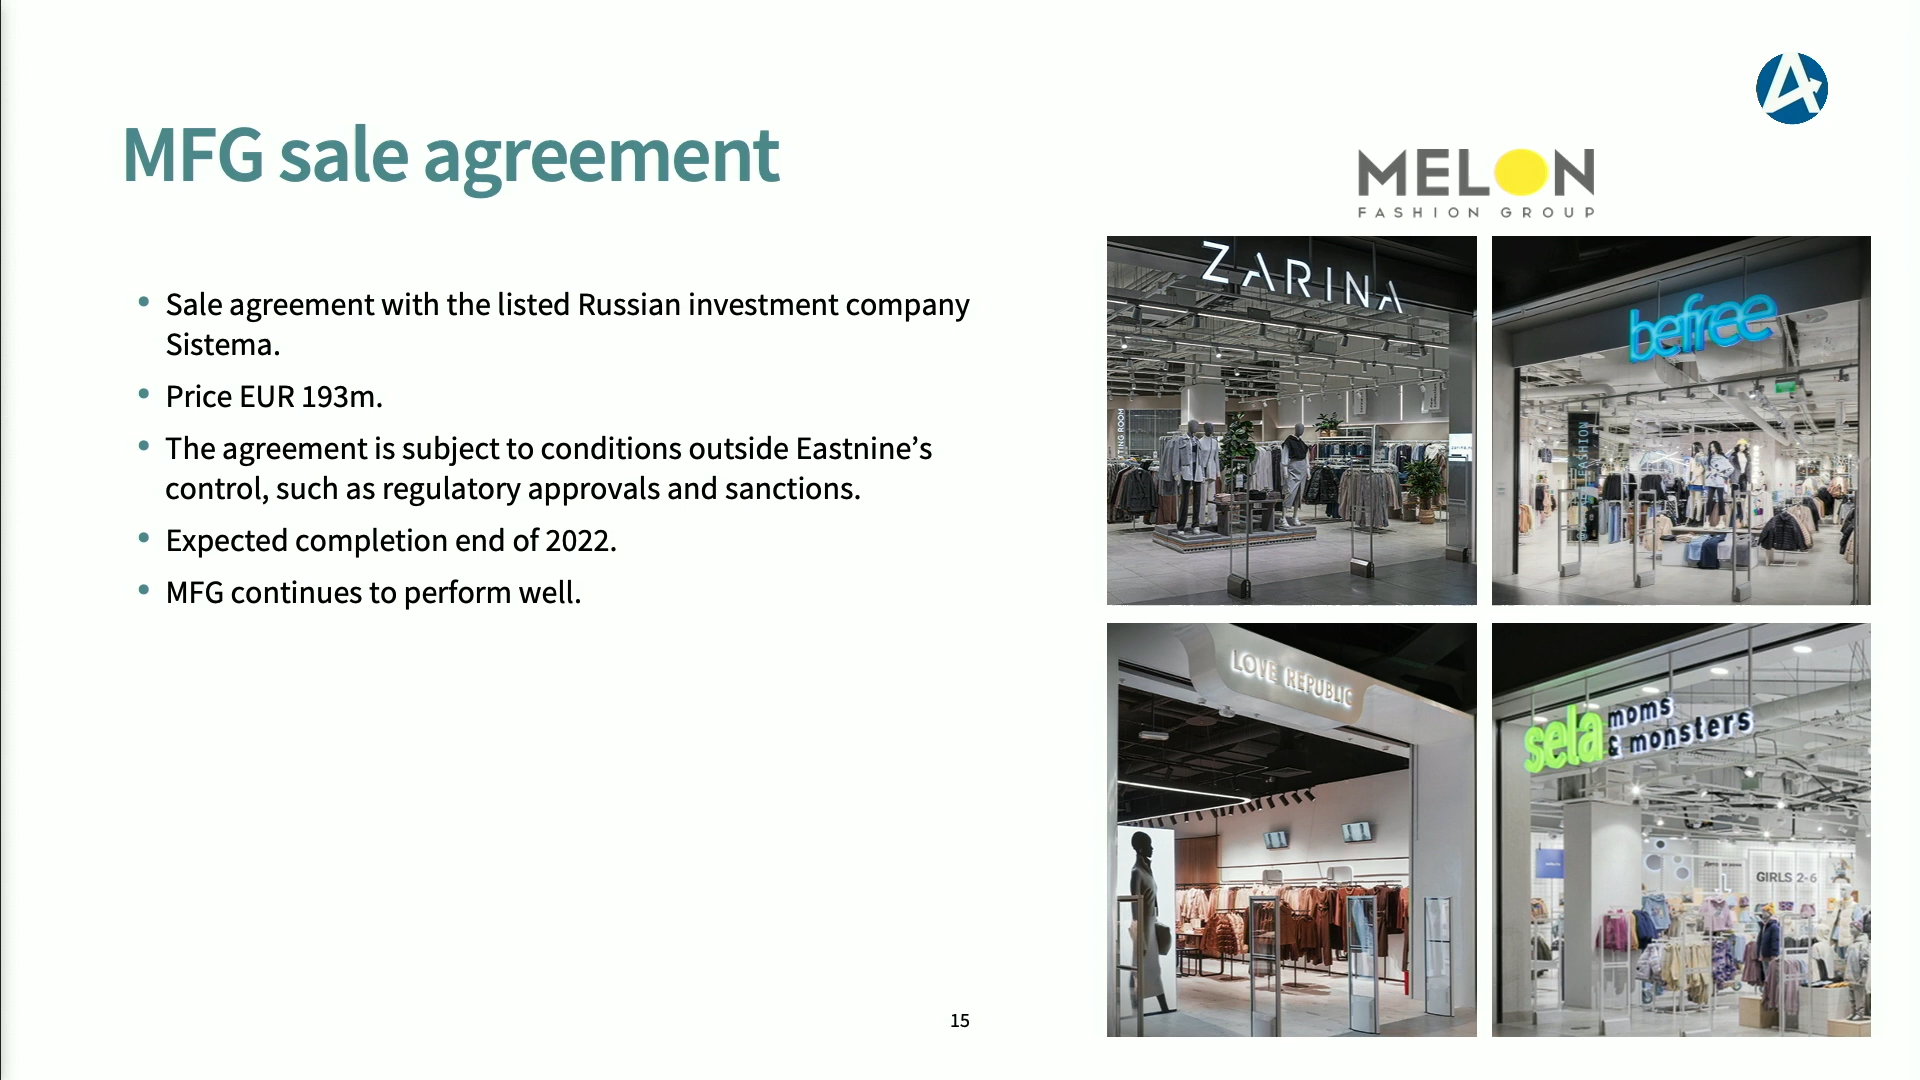 MFG sale agreement
MELON
FASHION GROUP
• Sale agreement with the listed Russian investment company
Sistema.
• Price EUR 193m.
• The agreement is subject to conditions outside Eastnine’s
control, such as regulatory approvals and sanctions.
• Expected completion end of 2022.
• MFG continues to perform well.
ZARINA
befree
LOVE REPUBLIC
sela moms
& monsters
GIRLS 2-6
15